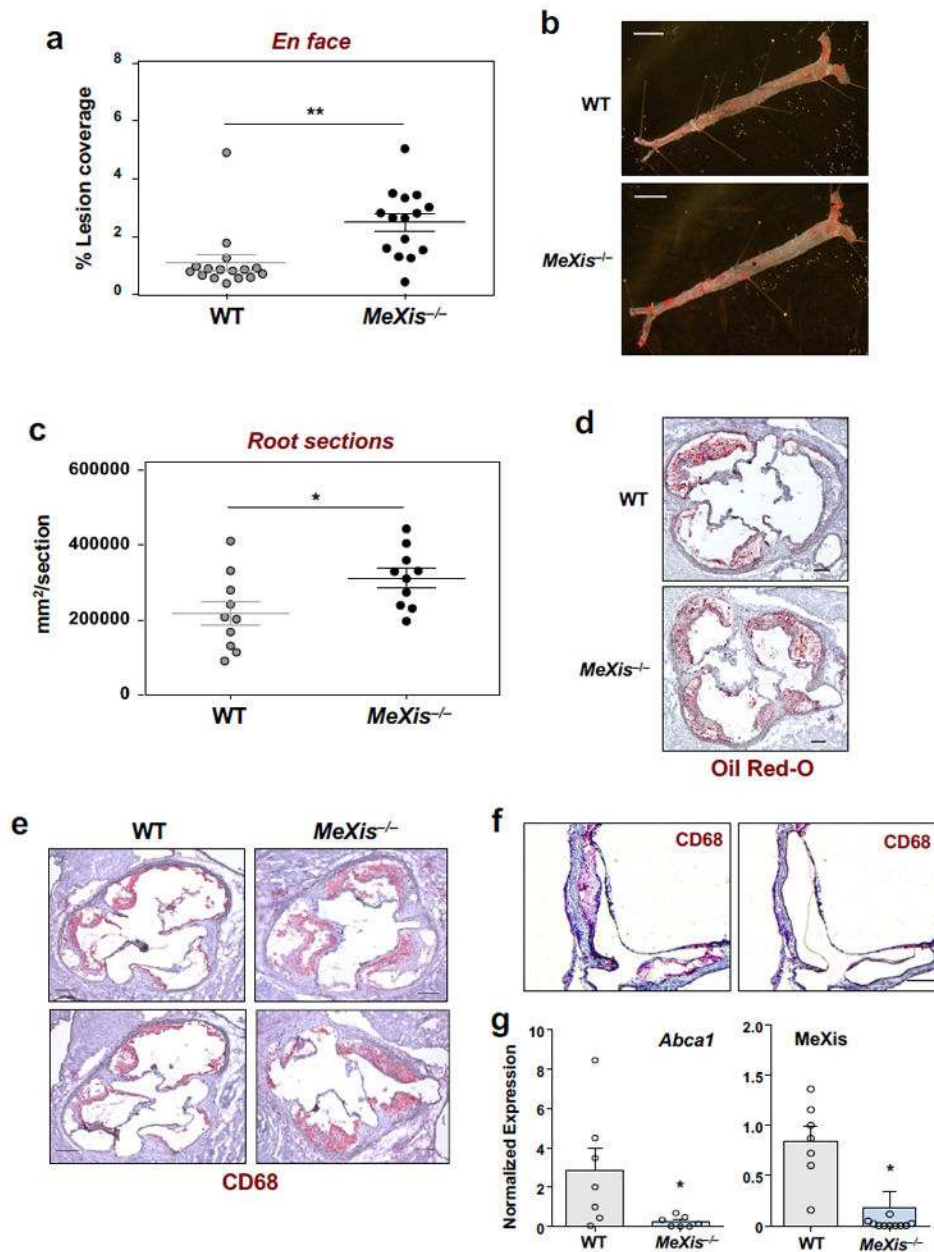 a
En face
% Lesion coverage
8
6
4
2
0
**
WT
MeXis–/–
b
WT
MeXis–/–
c
Root sections
mm2/section
600000
400000
200000
0
*
WT
MeXis–/–
d
WT
MeXis–/–
Oil Red-O
e
WT
MeXis–/–
CD68
f
CD68
CD68
g
Normalized Expression
10
8
6
4
2
0
Abca1
*
WT
MeXis–/–
2.0
1.5
1.0
0.5
0
MeXis
*
WT
MeXis–/–